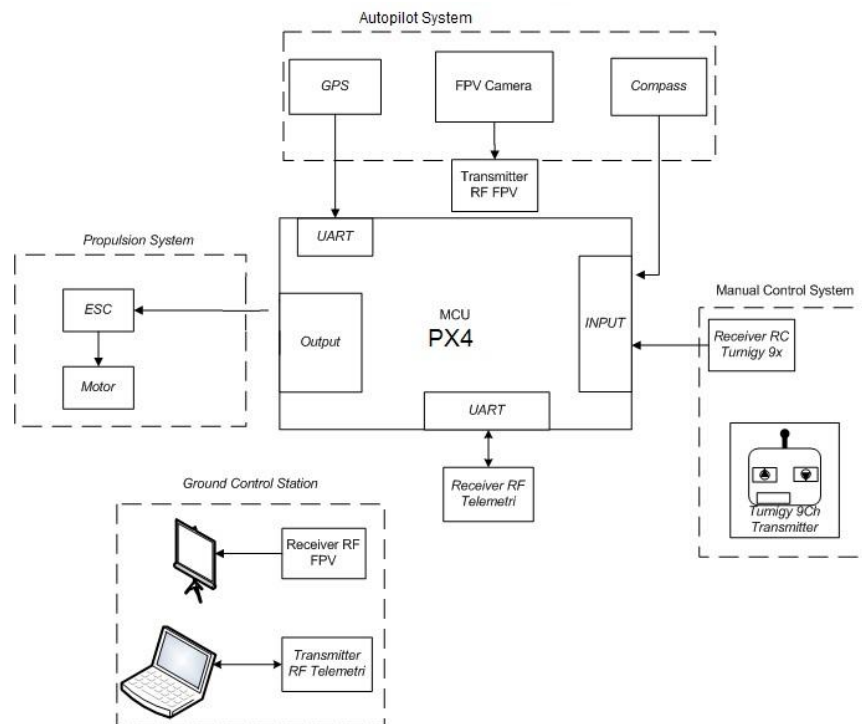 Autopilot System
GPS
FPV Camera
Compass
Transmitter
RF FPV
UART
Propulsion System
ESC
Motor
Output
MCU
PX4
INPUT
Manual Control System
Receiver RC
Turnigy 9x
UART
Receiver RF
Telemetri
Turnigy 9Ch
Transmitter
Ground Control Station
Receiver RF
FPV
Transmitter
RF Telemetri